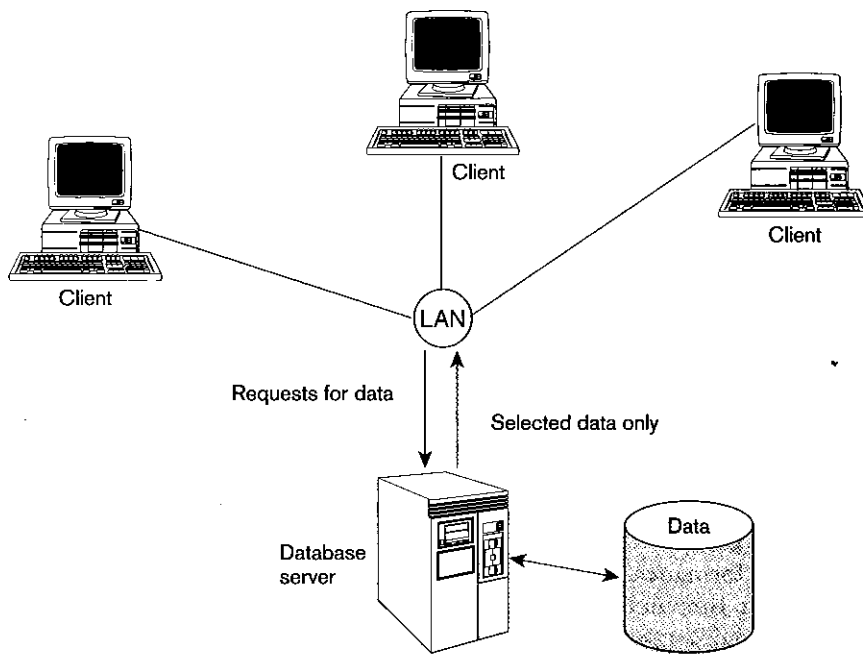 Client
Client
Client
LAN
Requests for data
Selected data only
Database
server
Data